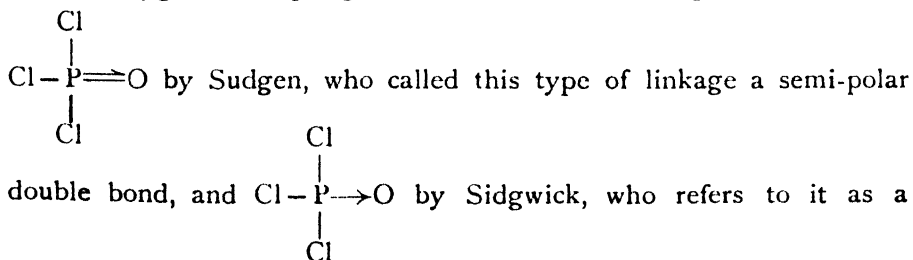 Cl
Cl–P=O by Sudgen, who called this type of linkage a semi-polar
Cl
Cl
double bond, and Cl–P→O by Sidgwick, who refers to it as a
Cl